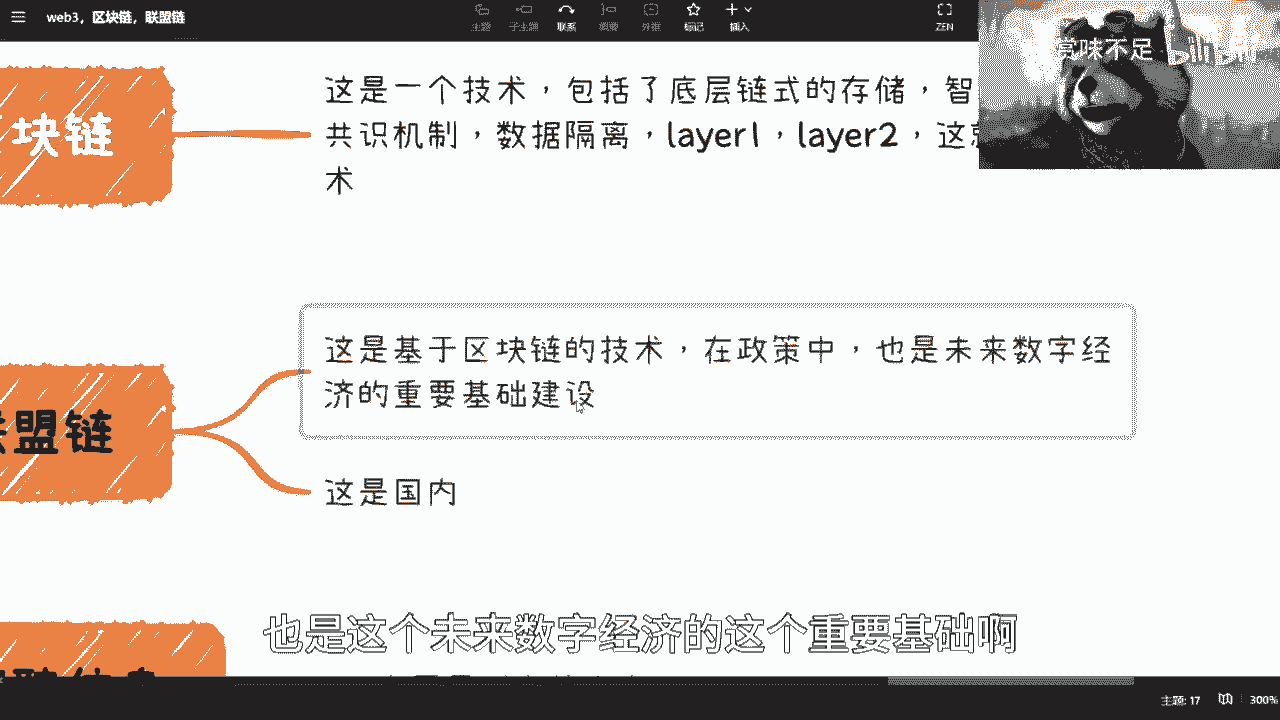 web3，区块链，联盟链
主题
子主题
联系
概要
外框
标记
插入
ZEN
赏味不足
bilibili
块链
这是一个技术，包括了底层链式的存储，智
共识机制，数据隔离，layer1，layer2，这就
术
盟链
这是基于区块链的技术，在政策中，也是未来数字经
济的重要基础建设
这是国内
也是这个未来数字经济的这个重要基础啊
主题: 17
300%